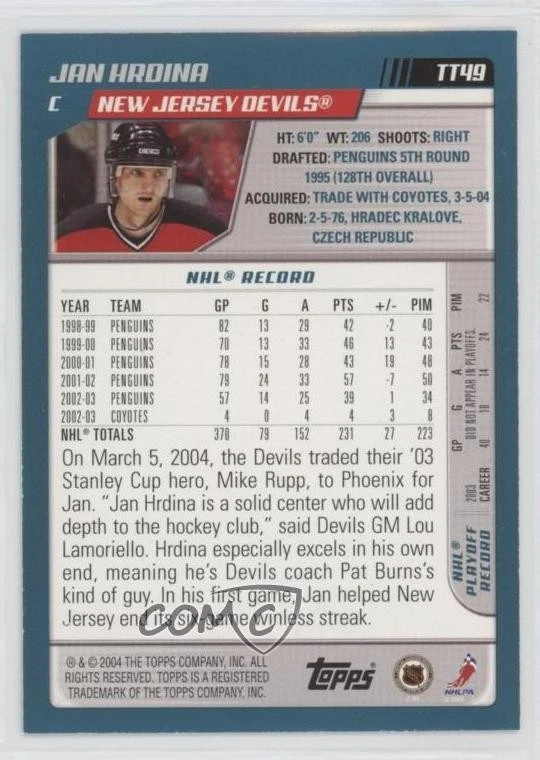 JAN HRDINA
TT49
C NEW JERSEY DEVILS®
HT: 6'0" WT: 206 SHOOTS: RIGHT
DRAFTED: PENGUINS 5TH ROUND
1995 (128TH OVERALL)
ACQUIRED: TRADE WITH COYOTES, 3-5-04
BORN: 2-5-76, HRADEC KRALOVE,
CZECH REPUBLIC
NHL® RECORD
YEAR TEAM GP G A PTS +/- PIM
1998-99 PENGUINS 82 13 29 42 -2 40
1999-00 PENGUINS 70 13 33 46 13 43
2000-01 PENGUINS 78 15 28 43 19 48
2001-02 PENGUINS 79 24 33 57 -7 50
2002-03 PENGUINS 57 14 25 39 1 34
2002-03 COYOTES 4 0 4 4 3 8
NHL® TOTALS 370 79 152 231 27 223
NHL®
PLAYOFF
RECORD
GP G A PTS PIM
2003 DID NOT APPEAR IN PLAYOFFS.
CAREER 40 10 14 24 22
On March 5, 2004, the Devils traded their '03
Stanley Cup hero, Mike Rupp, to Phoenix for
Jan. "Jan Hrdina is a solid center who will add
depth to the hockey club," said Devils GM Lou
Lamoriello. Hrdina especially excels in his own
end, meaning he's Devils coach Pat Burns's
kind of guy. In his first game, Jan helped New
Jersey end its six-game winless streak.
COMC
® & © 2004 THE TOPPS COMPANY, INC. ALL
RIGHTS RESERVED. TOPPS IS A REGISTERED
TRADEMARK OF THE TOPPS COMPANY, INC.
Topps
NHLPA